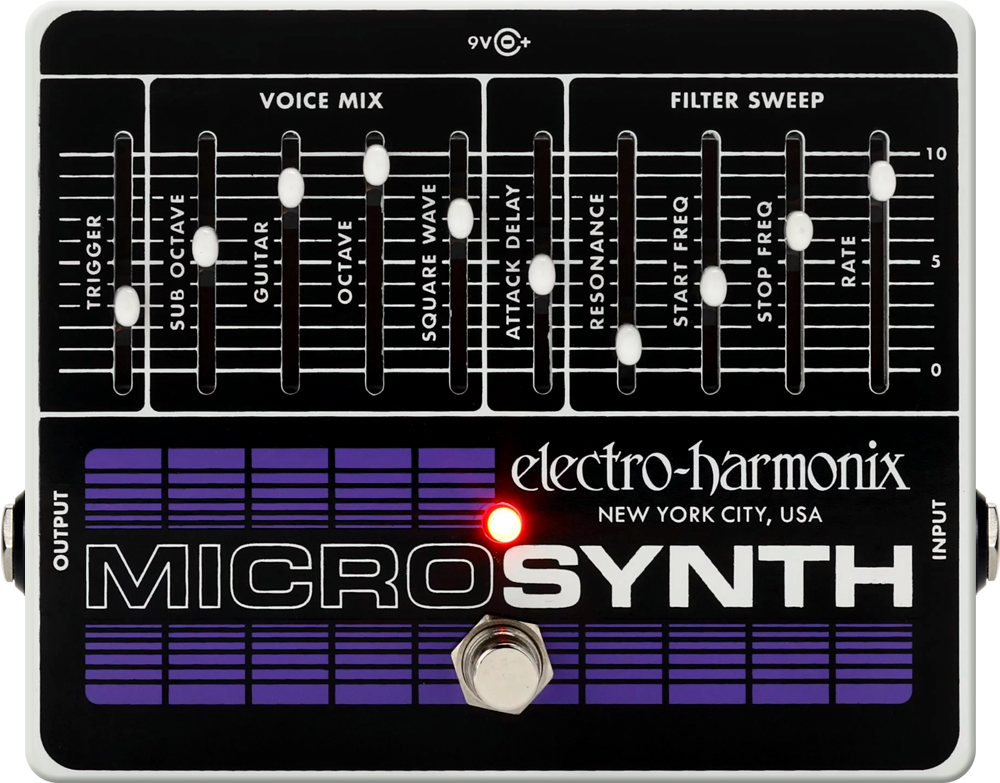 9V +
VOICE MIX
FILTER SWEEP
TRIGGER
SUB OCTAVE
GUITAR
OCTAVE
SQUARE WAVE
ATTACK DELAY
RESONANCE
START FREQ
STOP FREQ
RATE
10
5
0
electro-harmonix
NEW YORK CITY, USA
OUTPUT
INPUT
MICROSYNTH